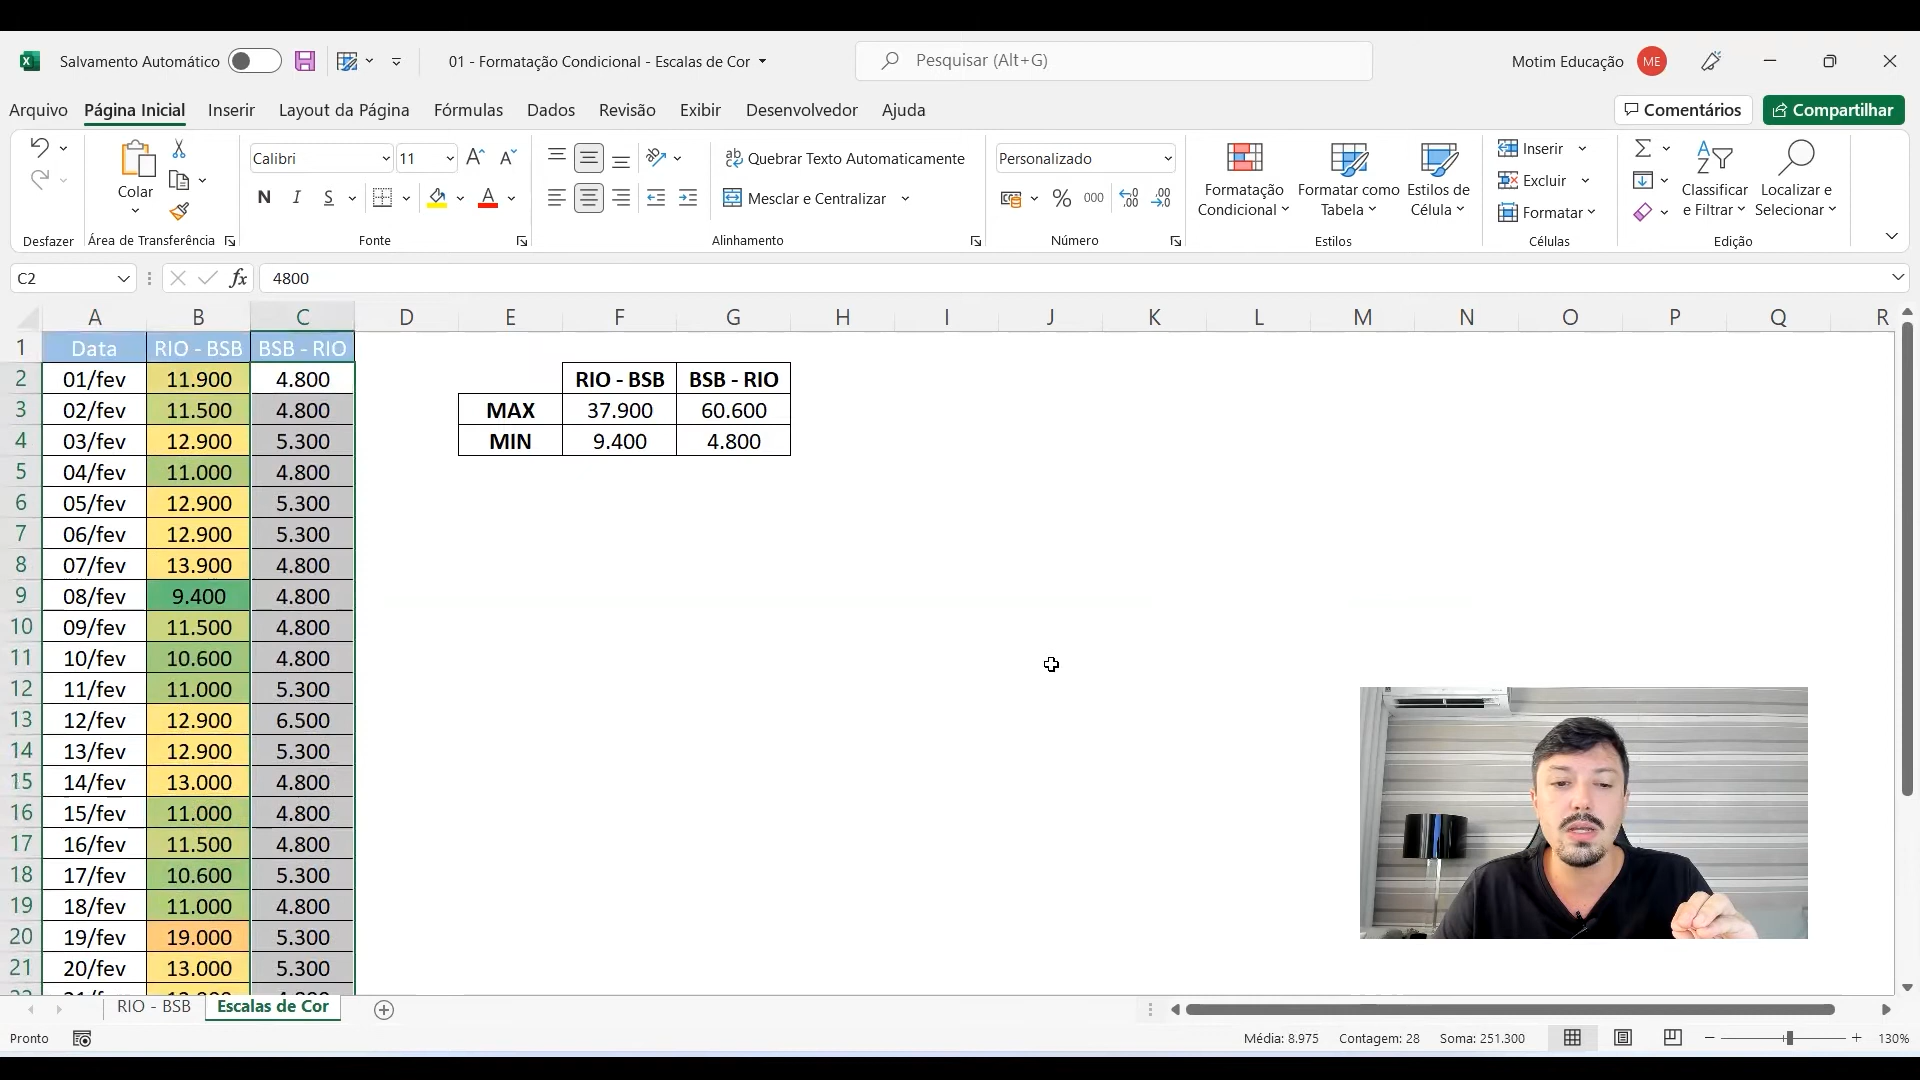 Salvamento Automático
01 - Formatação Condicional - Escalas de Cor
Pesquisar (Alt+G)
Motim Educação
ME
Arquivo Página Inicial Inserir Layout da Página Fórmulas Dados Revisão Exibir Desenvolvedor Ajuda
Comentários
Compartilhar
Colar
Calibri
11
N I S
A
Quebrar Texto Automaticamente
Mesclar e Centralizar
Personalizado
% 000
Formatação Condicional
Formatar como Tabela
Estilos de Célula
Inserir
Excluir
Formatar
Classificar e Filtrar
Localizar e Selecionar
Desfazer Área de Transferência Fonte Alinhamento Número Estilos Células Edição
C2 fx 4800
A B C D E F G H I J K L M N O P Q R
1 Data RIO - BSB BSB - RIO
2 01/fev 11.900 4.800 RIO - BSB BSB - RIO
3 02/fev 11.500 4.800 MAX 37.900 60.600
4 03/fev 12.900 5.300 MIN 9.400 4.800
5 04/fev 11.000 4.800
6 05/fev 12.900 5.300
7 06/fev 12.900 5.300
8 07/fev 13.900 4.800
9 08/fev 9.400 4.800
10 09/fev 11.500 4.800
11 10/fev 10.600 4.800
12 11/fev 11.000 5.300
13 12/fev 12.900 6.500
14 13/fev 12.900 5.300
15 14/fev 13.000 4.800
16 15/fev 11.000 4.800
17 16/fev 11.500 4.800
18 17/fev 10.600 5.300
19 18/fev 11.000 4.800
20 19/fev 19.000 5.300
21 20/fev 13.000 5.300
RIO - BSB Escalas de Cor
Pronto
Média: 8.975 Contagem: 28 Soma: 251.300
130%